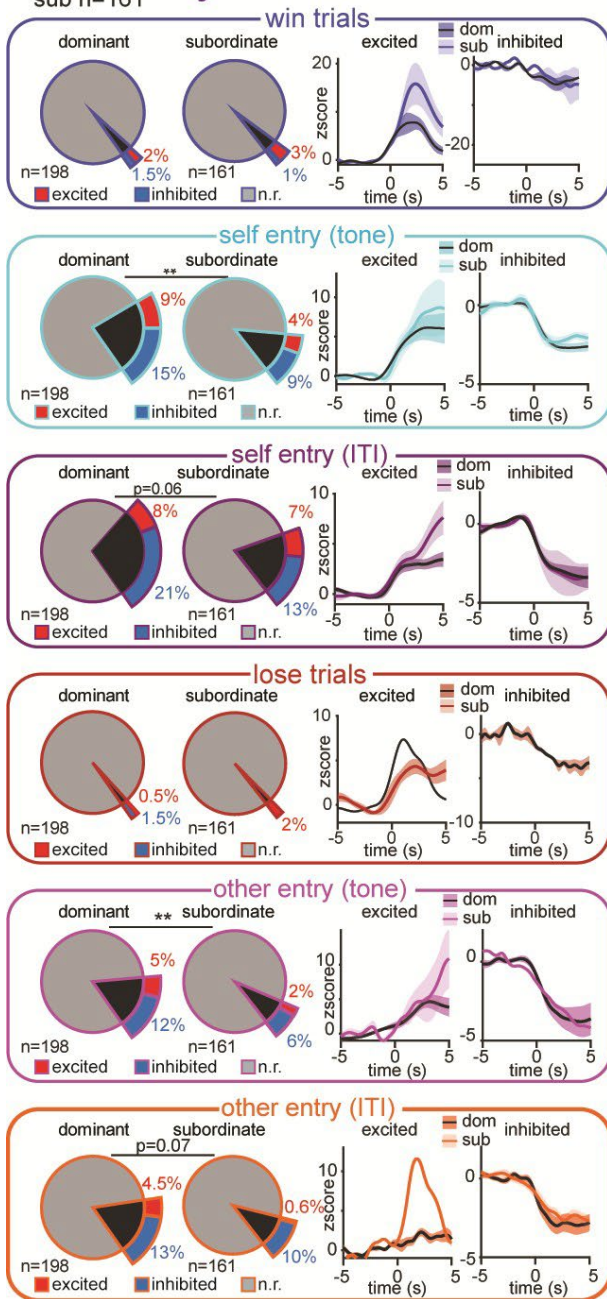 sub n=161
win trials
dominant subordinate excited dom sub inhibited
20 10 0 zscore
0 -20
2% 1.5% 3% 1%
n=198 n=161
excited inhibited n.r.
-5 0 5 -5 0 5
time (s) time (s)
self entry (tone)
dominant subordinate excited dom sub inhibited
**
10 0 zscore
0 -5
9% 15% 4% 9%
n=198 n=161
excited inhibited n.r.
-5 0 5 -5 0 5
time (s) time (s)
self entry (ITI)
dominant subordinate excited dom sub inhibited
p=0.06
10 0 zscore
0 -5
8% 21% 7% 13%
n=198 n=161
excited inhibited n.r.
-5 0 5 -5 0 5
time (s) time (s)
lose trials
dominant subordinate excited dom sub inhibited
10 0 zscore
0 -10
0.5% 1.5% 2%
n=198 n=161
excited inhibited n.r.
-5 0 5 -5 0 5
time (s) time (s)
other entry (tone)
dominant subordinate excited dom sub inhibited
**
10 0 zscore
0 -5
5% 12% 2% 6%
n=198 n=161
excited inhibited n.r.
-5 0 5 -5 0 5
time (s) time (s)
other entry (ITI)
dominant subordinate excited dom sub inhibited
p=0.07
10 0 zscore
0 -5
4.5% 13% 0.6% 10%
n=198 n=161
excited inhibited n.r.
-5 0 5 -5 0 5
time (s) time (s)